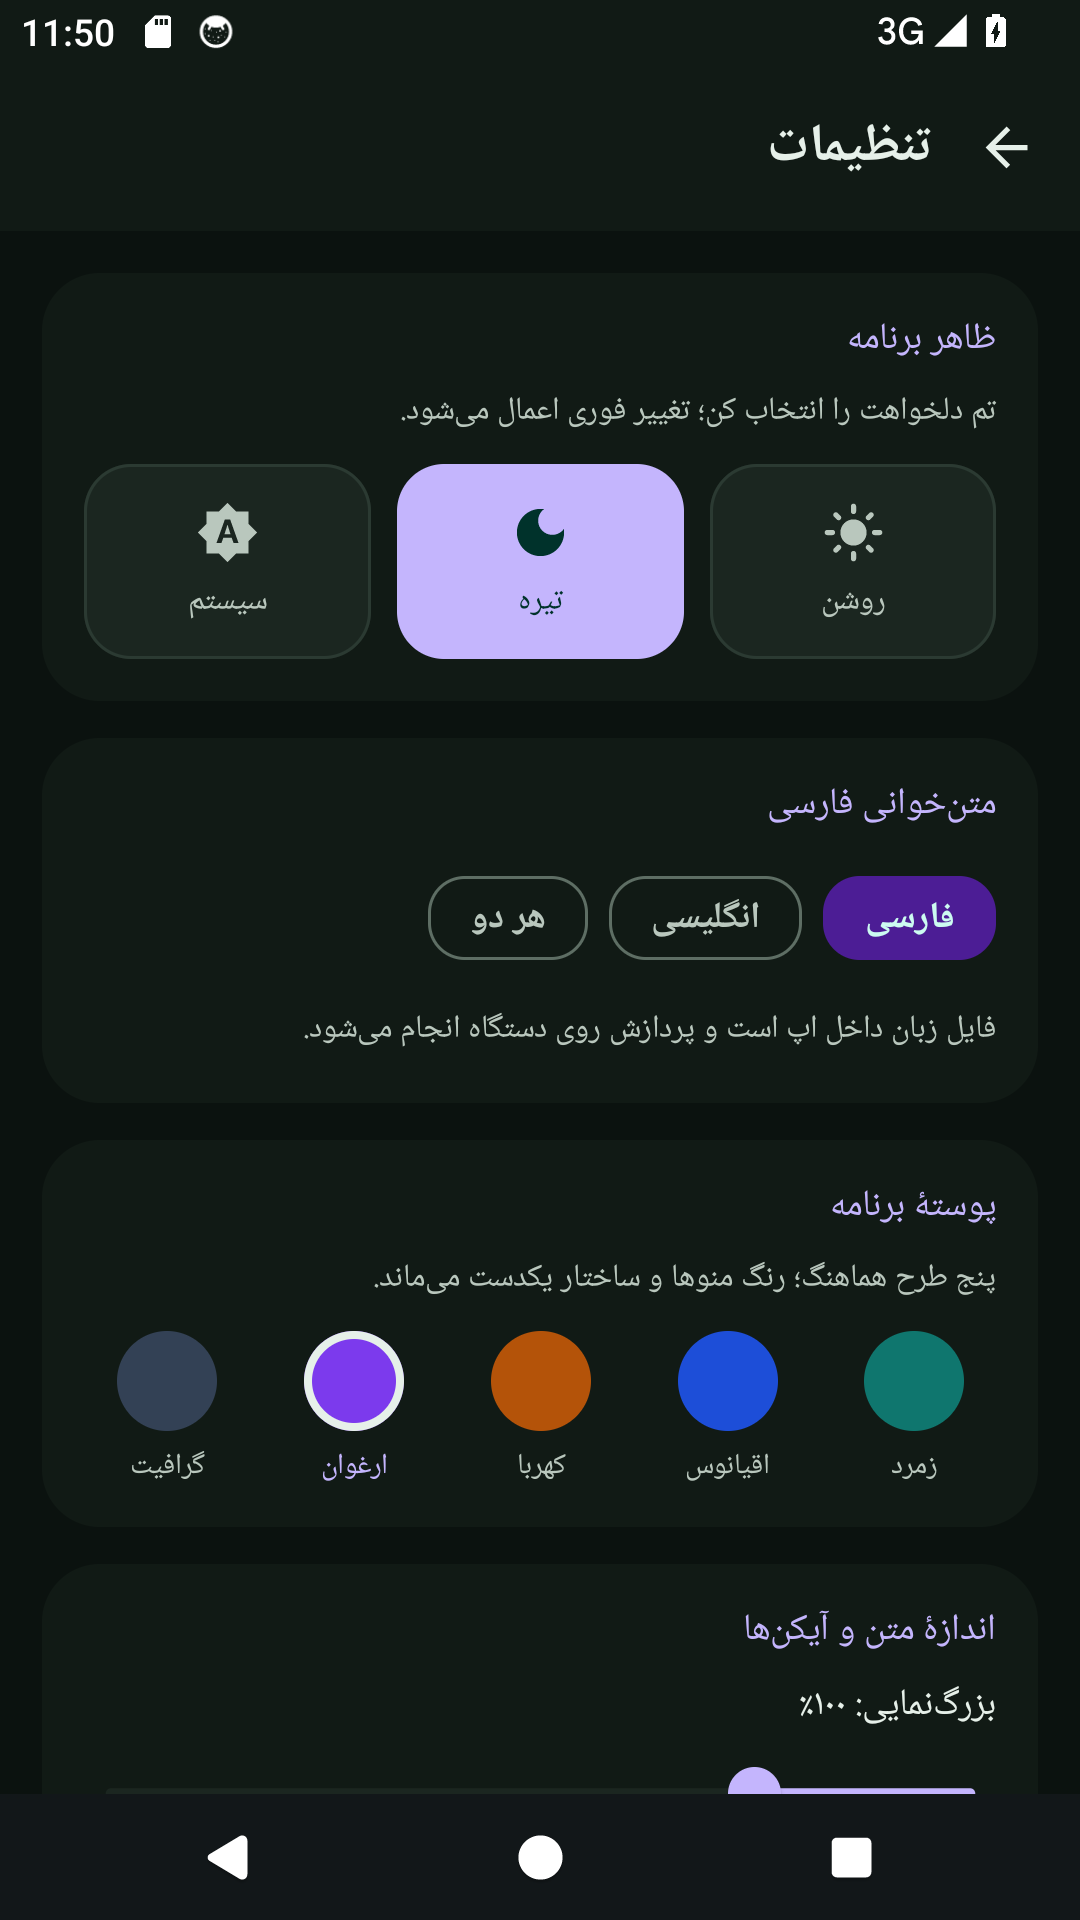 11:50
3G
تنظیمات
ظاهر برنامه
تم دلخواهت را انتخاب کن؛ تغییر فوری اعمال می‌شود.
روشن
تیره
A
سیستم
متن‌خوانی فارسی
فارسی
انگلیسی
هر دو
فایل زبان داخل اپ است و پردازش روی دستگاه انجام می‌شود.
پوستهٔ برنامه
پنج طرح هماهنگ؛ رنگ منوها و ساختار یکدست می‌ماند.
زمرد
اقیانوس
کهربا
ارغوان
گرافیت
اندازهٔ متن و آیکن‌ها
بزرگ‌نمایی: ۱۰۰٪